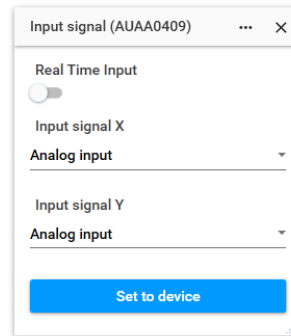 Input signal (AUAA0409)
Real Time Input
Input signal X
Analog input
Input signal Y
Analog input
Set to device